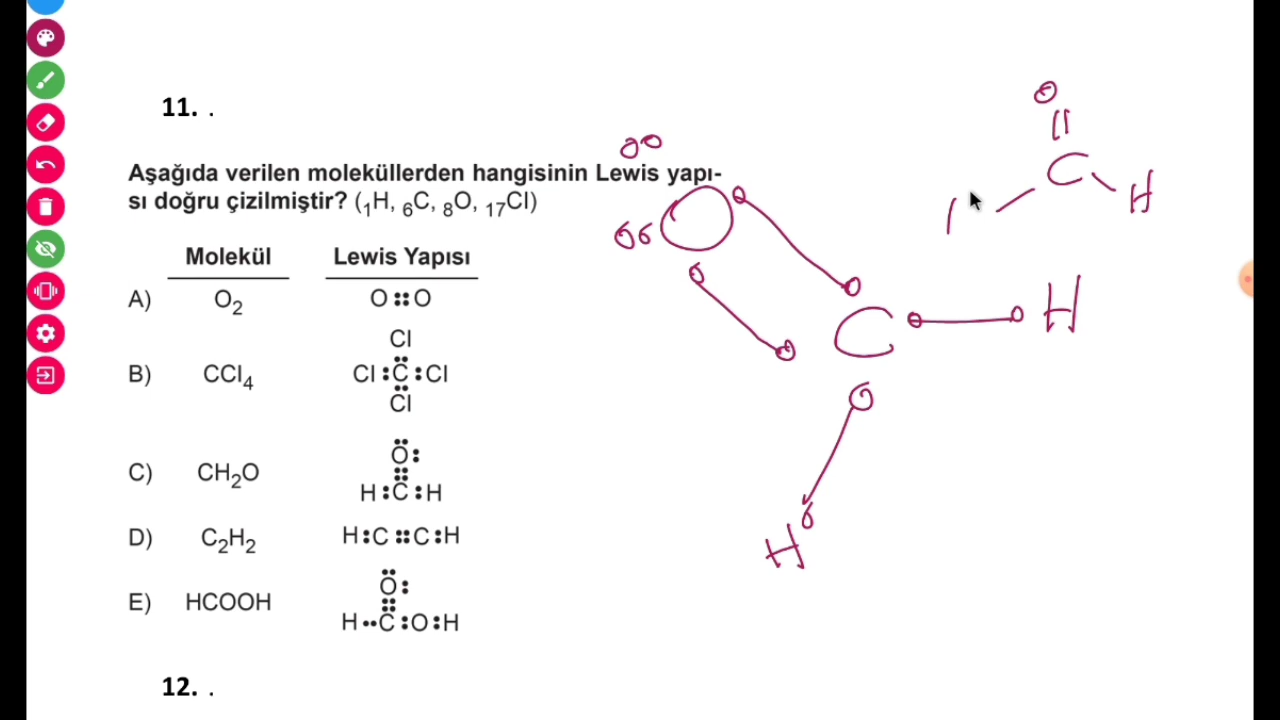 11. .
Aşağıda verilen moleküllerden hangisinin Lewis yapı-
sı doğru çizilmiştir? (₁H, ₆C, ₈O, ₁₇Cl)
Molekül Lewis Yapısı
A) O₂ O::O
Cl
B) CCl₄ Cl:C̈:Cl
Cl
Ö:
C) CH₂O H:C:H
D) C₂H₂ H:C::C:H
Ö:
E) HCOOH H··C:O:H
12. .
O
C
H
O
C H
H